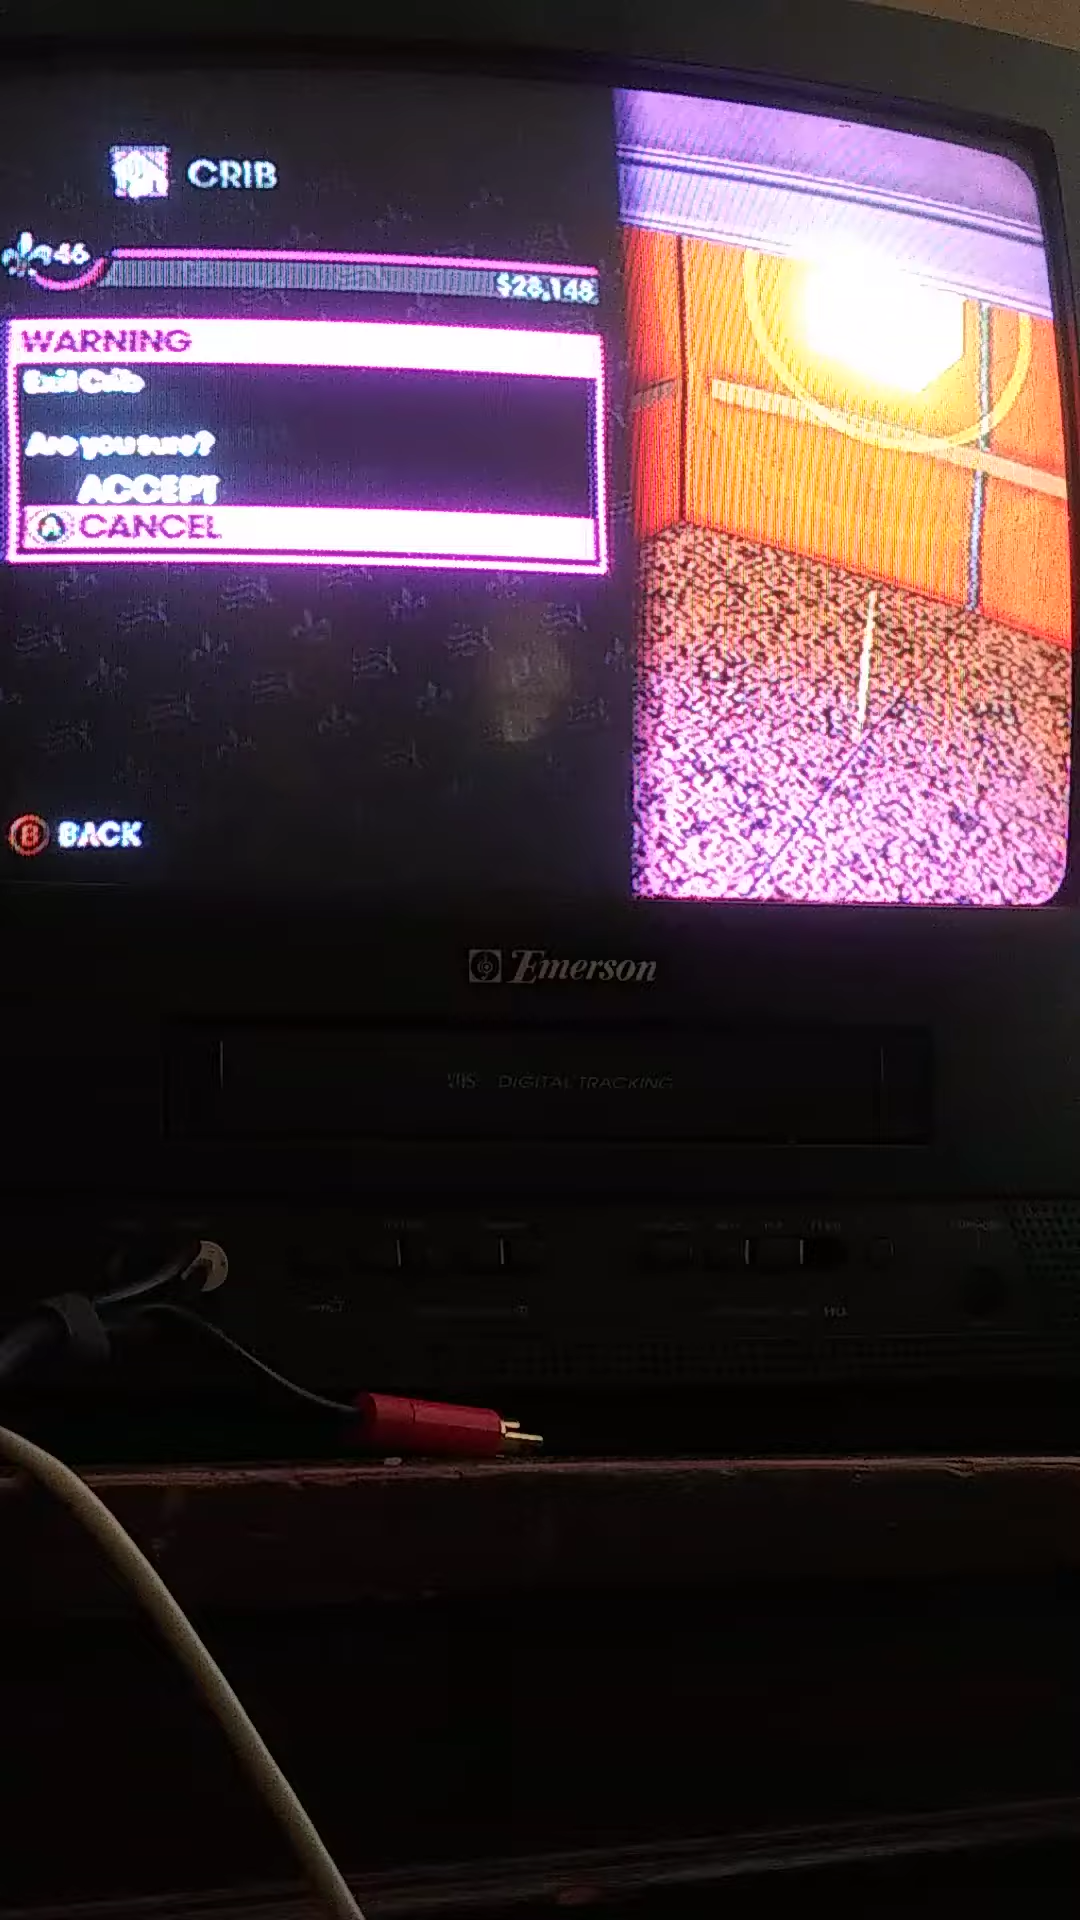 CRIB
46
$28,148
WARNING
Exit Crib
Are you sure?
ACCEPT
A CANCEL
B BACK
Emerson
VHS DIGITAL TRACKING